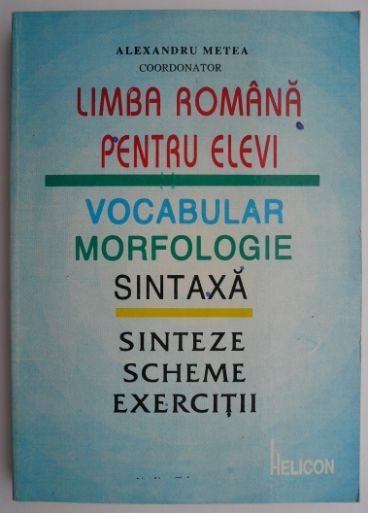 ALEXANDRU METEA
COORDONATOR
LIMBA ROMÂNĂ
PENTRU ELEVI
VOCABULAR
MORFOLOGIE
SINTAXĂ
SINTEZE
SCHEME
EXERCIȚII
HELICON